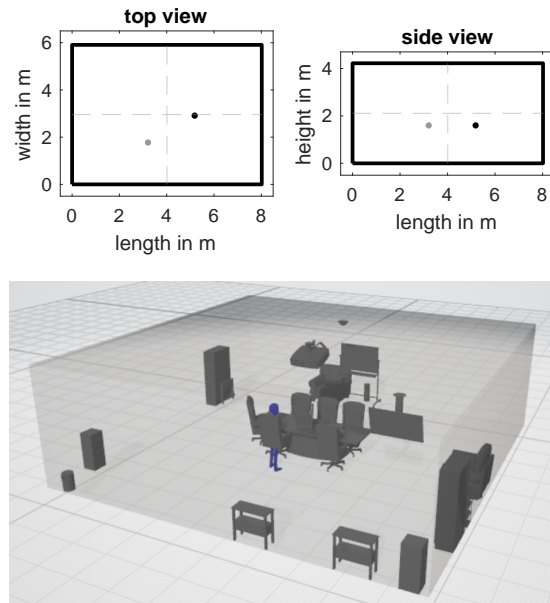 top view
6
4
2
0
width in m
0 2 4 6 8
length in m
side view
4
2
0
height in m
0 2 4 6 8
length in m